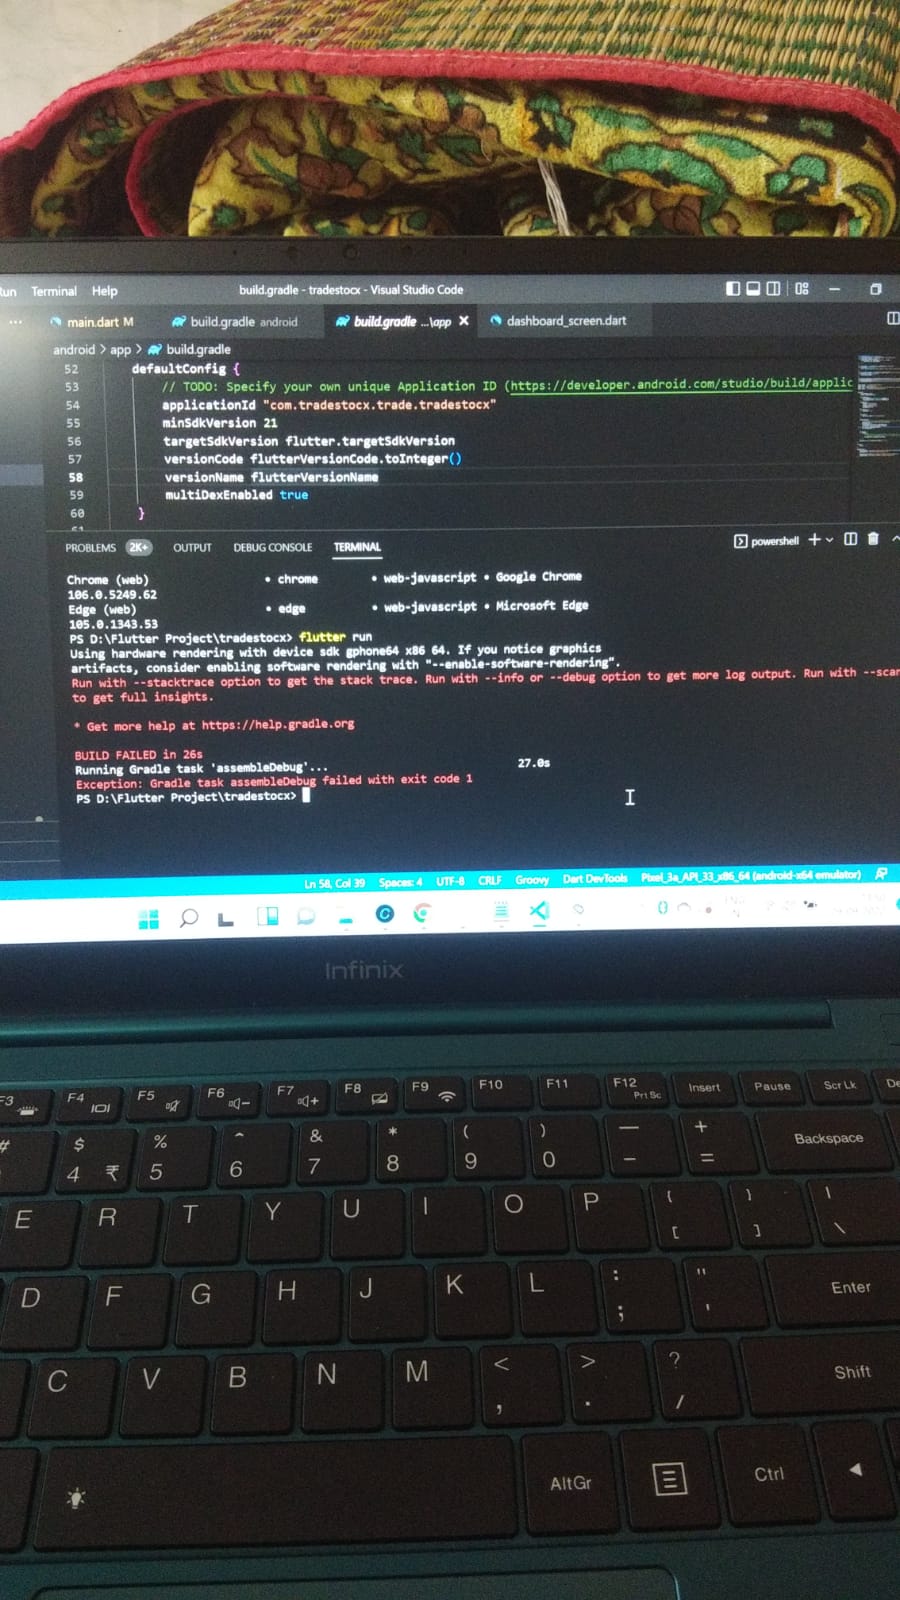 Run Terminal Help
build.gradle - tradestocx - Visual Studio Code
main.dart M
build.gradle android
build.gradle ...\app
dashboard_screen.dart
android > app > build.gradle
52 defaultConfig {
53 // TODO: Specify your own unique Application ID (https://developer.android.com/studio/build/applic
54 applicationId "com.tradestocx.trade.tradestocx"
55 minSdkVersion 21
56 targetSdkVersion flutter.targetSdkVersion
57 versionCode flutterVersionCode.toInteger()
58 versionName flutterVersionName
59 multiDexEnabled true
60 }
61
PROBLEMS 2K+ OUTPUT DEBUG CONSOLE TERMINAL
powershell
Chrome (web) • chrome • web-javascript • Google Chrome
106.0.5249.62
Edge (web) • edge • web-javascript • Microsoft Edge
105.0.1343.53
PS D:\Flutter Project\tradestocx> flutter run
Using hardware rendering with device sdk gphone64 x86 64. If you notice graphics
artifacts, consider enabling software rendering with "--enable-software-rendering".
Run with --stacktrace option to get the stack trace. Run with --info or --debug option to get more log output. Run with --scan
to get full insights.
* Get more help at https://help.gradle.org
BUILD FAILED in 26s
Running Gradle task 'assembleDebug'... 27.0s
Exception: Gradle task assembleDebug failed with exit code 1
PS D:\Flutter Project\tradestocx>
Ln 58, Col 39 Spaces: 4 UTF-8 CRLF Groovy Dart DevTools Pixel_3a_API_33_x86_64 (android-x64 emulator)
Infinix
F3 F4 F5 F6 F7 F8 F9 F10 F11 F12 Prt Sc Insert Pause Scr Lk De
# $ 4 ₹ % 5 ^ 6 & 7 * 8 ( 9 ) 0 — - + = Backspace
E R T Y U I O P { [ } ] | \
D F G H J K L : ; " ' Enter
C V B N M < , > . ? / Shift
AltGr Ctrl